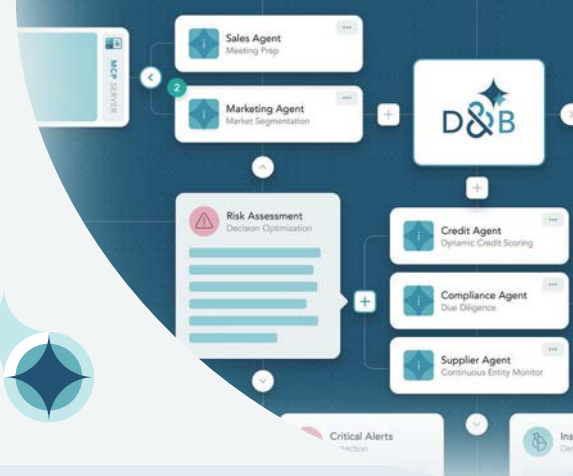 MCP SERVER
Sales Agent
Meeting Prep
2
Marketing Agent
Market Segmentation
D&B
Risk Assessment
Decision Optimization
Credit Agent
Dynamic Credit Scoring
Compliance Agent
Due Diligence
Supplier Agent
Continuous Entity Monitor
Critical Alerts